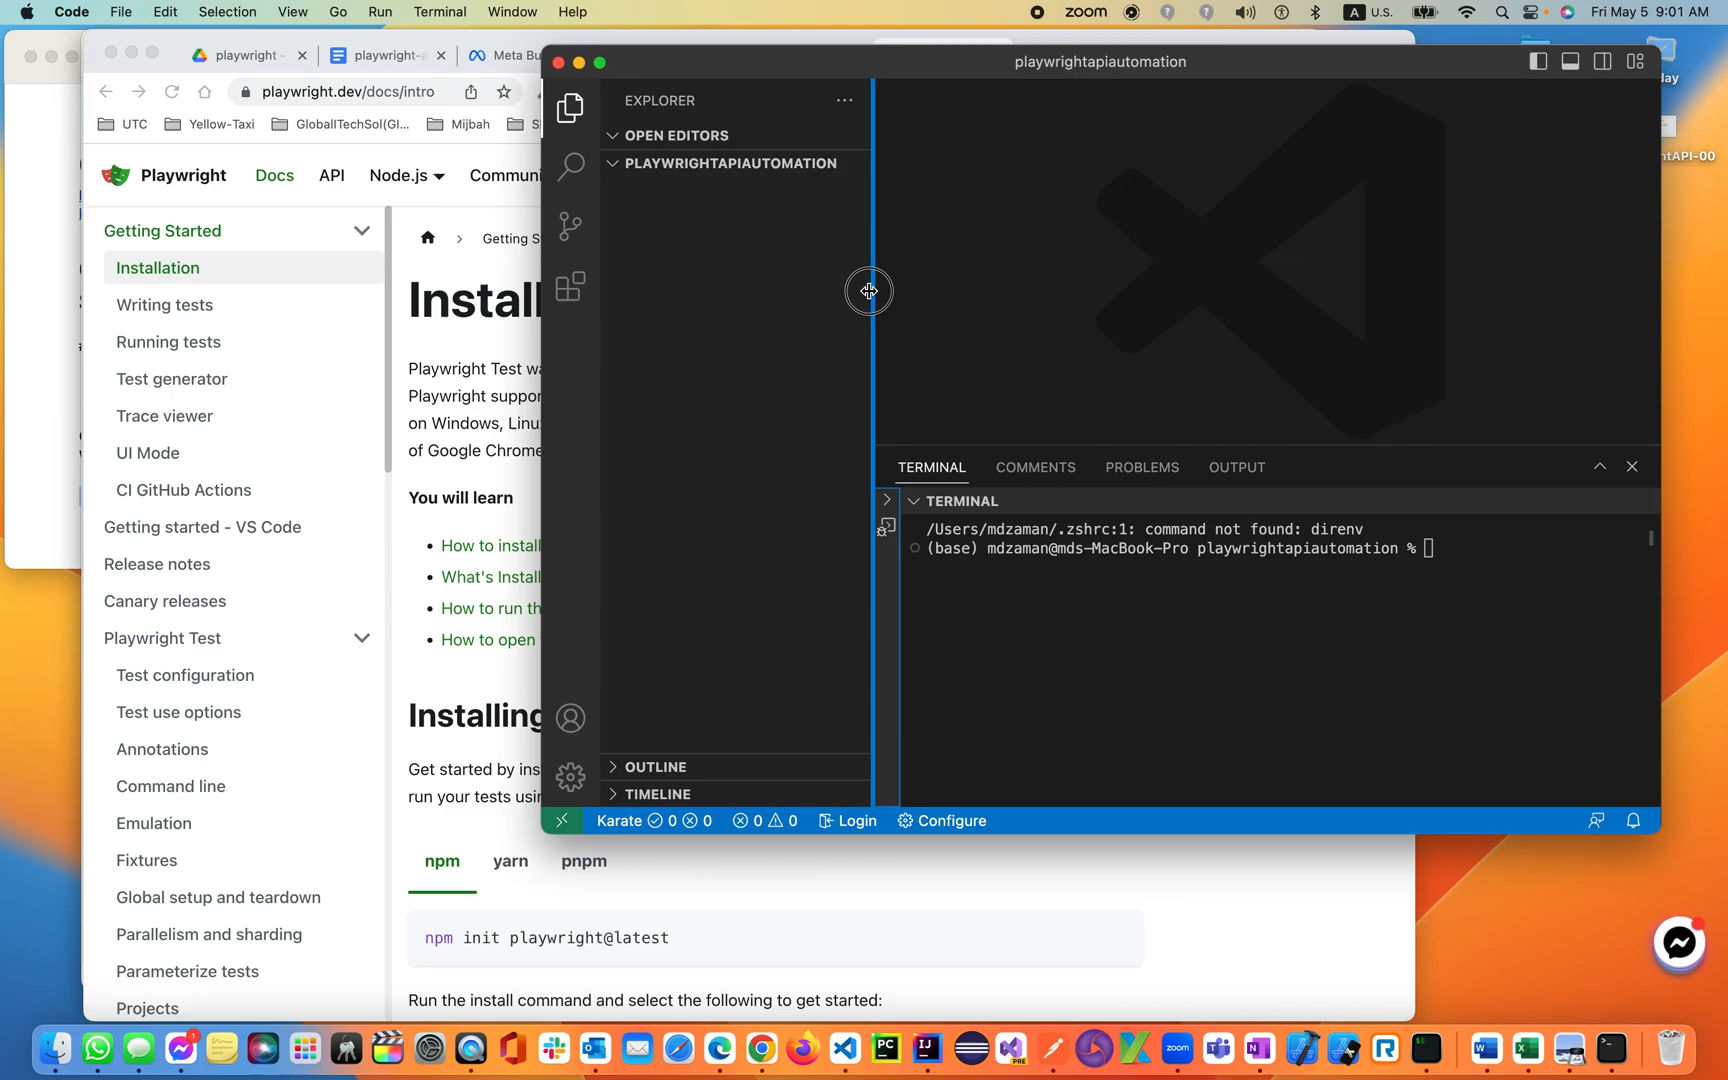 Code File Edit Selection View Go Run Terminal Window Help
zoom
A U.S.
Fri May 5 9:01 AM
playwright -
playwright-a
Meta Bu
playwright.dev/docs/intro
UTC
Yellow-Taxi
GloballTechSol(Gl...
Mijbah
Playwright
Docs
API
Node.js
Communi
Getting Started
Installation
Writing tests
Running tests
Test generator
Trace viewer
UI Mode
CI GitHub Actions
Getting started - VS Code
Release notes
Canary releases
Playwright Test
Test configuration
Test use options
Annotations
Command line
Emulation
Fixtures
Global setup and teardown
Parallelism and sharding
Parameterize tests
Projects
Getting S
Install
Playwright Test wa
Playwright suppor
on Windows, Linu
of Google Chrome
You will learn
How to install
What's Install
How to run th
How to open
Installing
Get started by ins
run your tests usin
npm
yarn
pnpm
npm init playwright@latest
Run the install command and select the following to get started:
playwrightapiautomation
EXPLORER
OPEN EDITORS
PLAYWRIGHTAPIAUTOMATION
OUTLINE
TIMELINE
TERMINAL
COMMENTS
PROBLEMS
OUTPUT
TERMINAL
/Users/mdzaman/.zshrc:1: command not found: direnv
(base) mdzaman@mds-MacBook-Pro playwrightapiautomation %
Karate 0 0
0 0
Login
Configure
day
ntAPI-00
1
PC
IJ
PRE
zoom